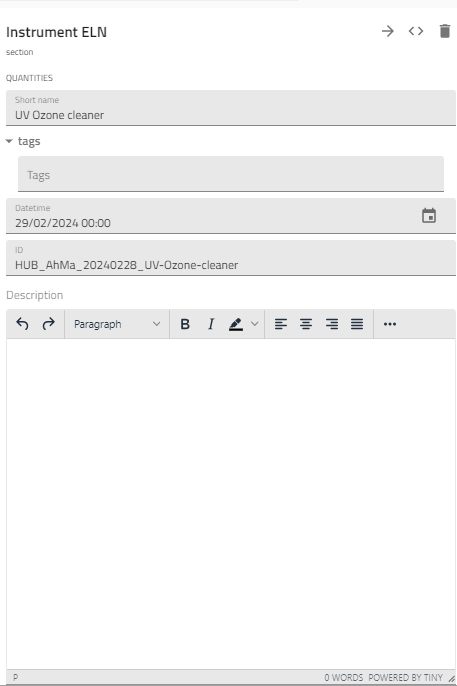 Instrument ELN
section
QUANTITIES
Short name
UV Ozone cleaner
tags
Tags
Datetime
29/02/2024 00:00
ID
HUB_AhMa_20240228_UV-Ozone-cleaner
Description
Paragraph B I
P 0 WORDS POWERED BY TINY